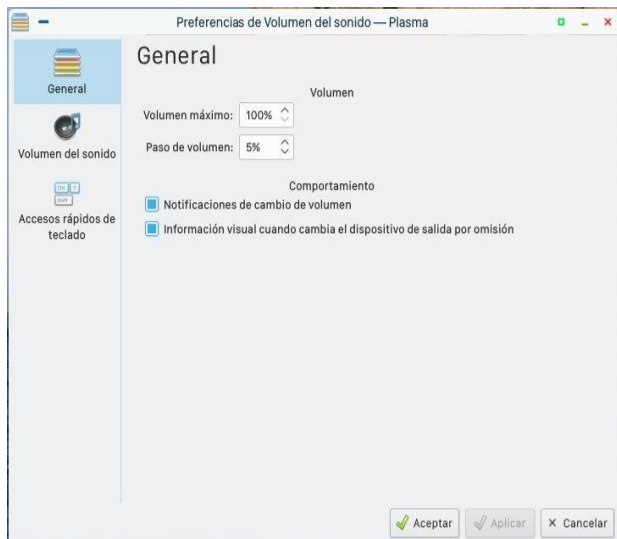 Preferencias de Volumen del sonido — Plasma
General
Volumen del sonido
Accesos rápidos de
teclado
General
Volumen
Volumen máximo: 100%
Paso de volumen: 5%
Comportamiento
Notificaciones de cambio de volumen
Información visual cuando cambia el dispositivo de salida por omisión
Aceptar
Aplicar
Cancelar